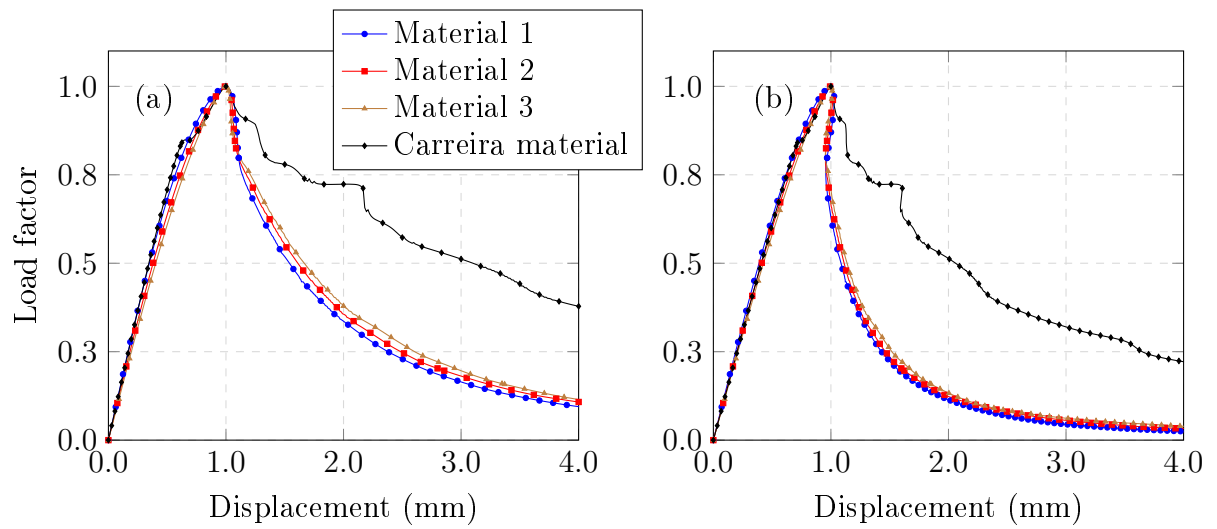 Material 1
Material 2
Material 3
Carreira material
(a)
(b)
Load factor
1.0
0.8
0.5
0.3
0.0
0.0 1.0 2.0 3.0 4.0
Displacement (mm)
1.0
0.8
0.5
0.3
0.0
0.0 1.0 2.0 3.0 4.0
Displacement (mm)